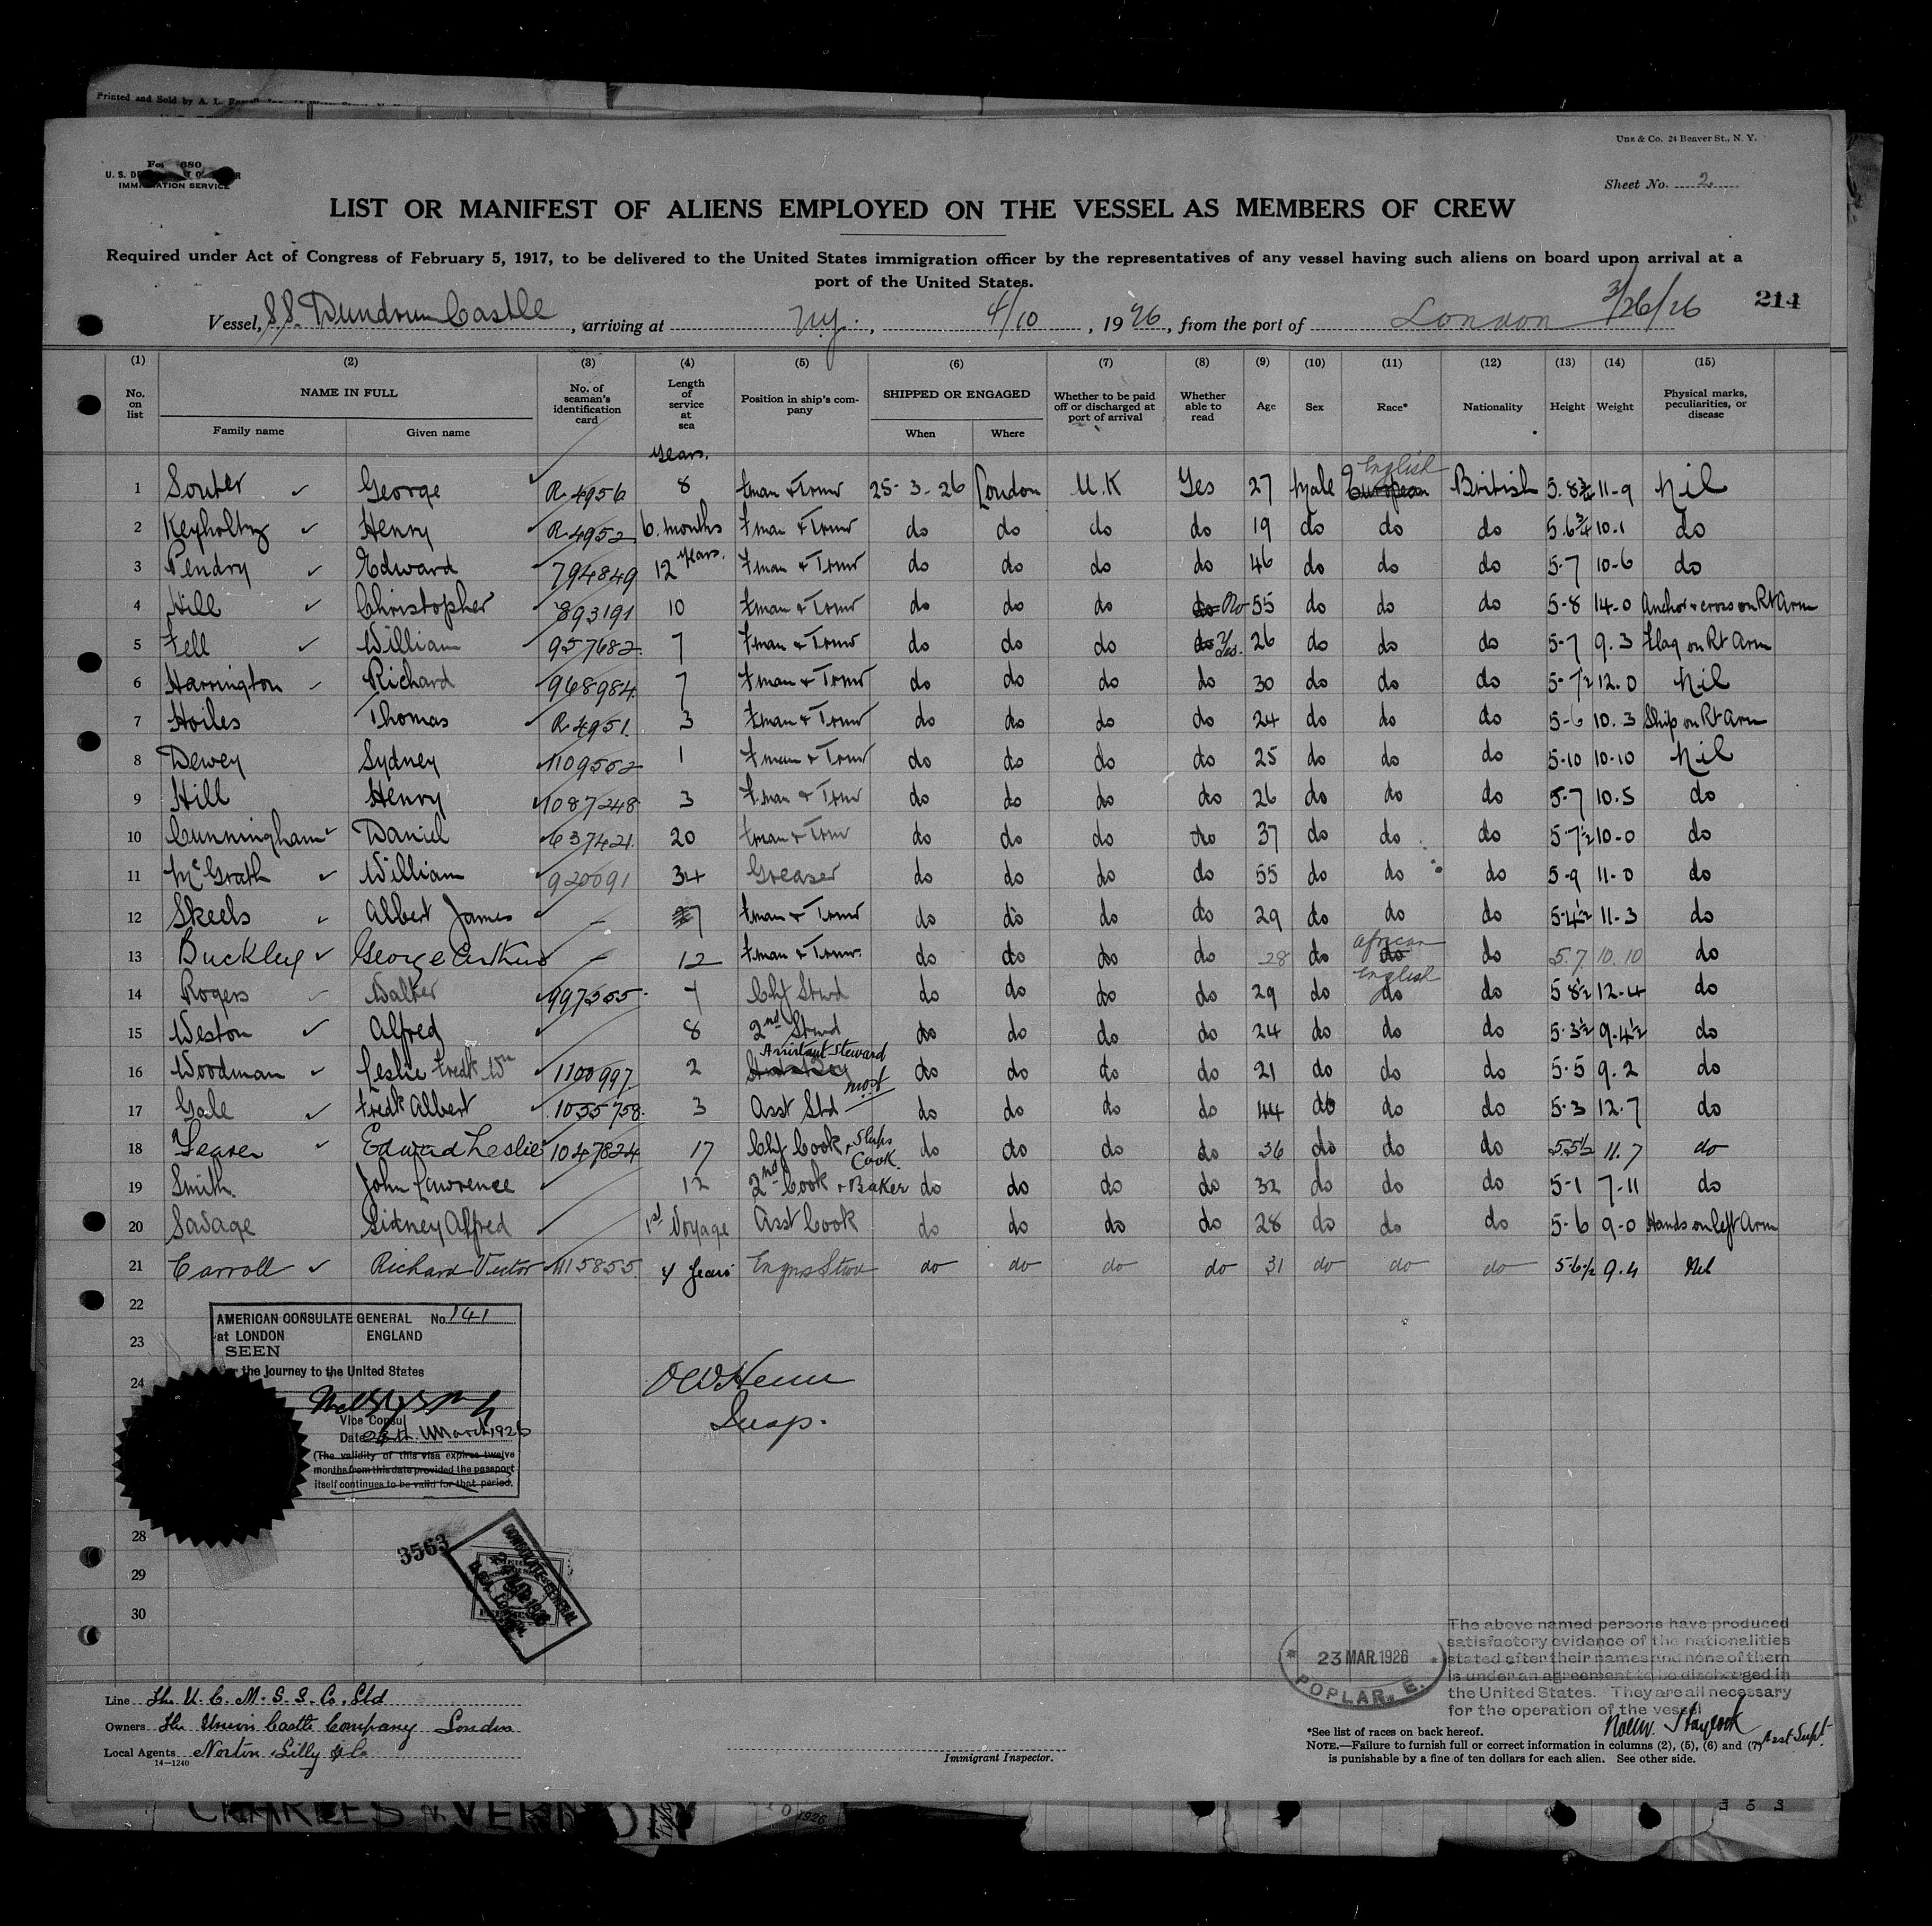 Printed and Sold by A. L.
Uns & Co. 24 Beaver St., N. Y.
680
U. S.
IMMIGRATION SERVICE
Sheet No. 2
LIST OR MANIFEST OF ALIENS EMPLOYED ON THE VESSEL AS MEMBERS OF CREW
Required under Act of Congress of February 5, 1917, to be delivered to the United States immigration officer by the representatives of any vessel having such aliens on board upon arrival at a
port of the United States.
214
Vessel, S.S. Dundrum Castle, arriving at N.Y., 4/10, 1926, from the port of London 3/26/26
(1) (2) (3) (4) (5) (6) (7) (8) (9) (10) (11) (12) (13) (14) (15)
No. on list NAME IN FULL Family name Given name No. of seaman's identification card Length of service at sea Position in ship's company SHIPPED OR ENGAGED When Where Whether to be paid off or discharged at port of arrival Whether able to read Age Sex Race* Nationality Height Weight Physical marks, peculiarities, or disease
years.
1 Souter George R. 4956 8 Fman & Trmr 25-3-26 London U.K Yes 27 Male European English British 5.8¾ 11-9 Nil
2 Keyholtz Henry R. 4952 6. months Fman & Trmr do do do do 19 do do do 5.6¾ 10.1 do
3 Pendry Edward 794849 12 years. Fman & Trmr do do do do 46 do do do 5-7 10-6 do
4 Hill Christopher 893191 10 Fman & Trmr do do do do No 55 do do do 5-8 14-0 Anchor & cross on Rt Arm
5 Fell William 957682 7 Fman & Trmr do do do do Yes. 26 do do do 5-7 9.3 Flag on Rt Arm
6 Harrington Richard 968984 7 Fman & Trmr do do do do 30 do do do 5-7½ 12.0 Nil
7 Hoiles Thomas R. 4951. 3 Fman & Trmr do do do do 24 do do do 5-6 10.3 Ship on Rt Arm
8 Dewey Sydney 1109552 1 Fman & Trmr do do do do 25 do do do 5-10 10-10 Nil
9 Hill Henry 1087248 3 Fman & Trmr do do do do 26 do do do 5-7 10.5 do
10 Cunningham Daniel 637421 20 Fman & Trmr do do do do 37 do do do 5-7½ 10-0 do
11 McGrath William 920091 34 Greaser do do do do 55 do do do 5-9 11-0 do
12 Skeels Albert James - 7 Fman & Trmr do do do do 29 do do do 5-4½ 11-3 do
13 Buckley George Arthur - 12 Fman & Trmr. do do do do 28 do do African do 5.7 10.10 do
14 Rogers Walter 997355 7 Chf Stwd do do do do 29 do do English do 5 8½ 12-4 do
15 Weston Alfred 8 2nd Stwd do do do do 24 do do do 5-3½ 9.4½ do
16 Woodman Leslie Fredk Wm 1100997 2 Assistant Steward do do do do 21 do do do 5-5 9.2 do
17 Gale Fredk Albert 1035758 3 Asst Std do do do do 44 do do do 5-3 12.7 do
18 Edward Leslie 1047824 17 Chf Cook & Ships Cook. do do do do 36 do do do 5.5½ 11.7 do
19 Smith. John Lawrence 12 2nd Cook & Baker do do do do 32 do do do 5-1 7-11 do
20 Savage Sidney Alfred 1st Voyage Asst Cook do do do do 28 do do do 5-6 9-0 Hands on left Arm
21 Carroll Richard Victor 1115855. 4 years Engrs Stwd do do do do 31 do do do 5-6½ 9.4 Nil
22
23
24
28
29
30
AMERICAN CONSULATE GENERAL No. 141
at LONDON ENGLAND
SEEN
the Journey to the United States
Vice Consul
Date March, 1926
(The validity of this visa expires twelve
months from this date provided the passport
itself continues to be valid for that period.
Insp.
3563
CONSULATE GENERAL
23 MAR. 1926
POPLAR, E.
The above named persons have produced
satisfactory evidence of the nationalities
stated after their names and none of them
is under an agreement to be discharged in
the United States. They are all necessary
for the operation of the vessel
Asst Supt.
Line The U. C. M. S. S. Co. Ltd
Owners The Union Castle Company London
Local Agents Norton Lilly & Co
14—1240
Immigrant Inspector.
*See list of races on back hereof.
NOTE.—Failure to furnish full or correct information in columns (2), (5), (6) and (7)
is punishable by a fine of ten dollars for each alien. See other side.
CHARLES VERNON
1926